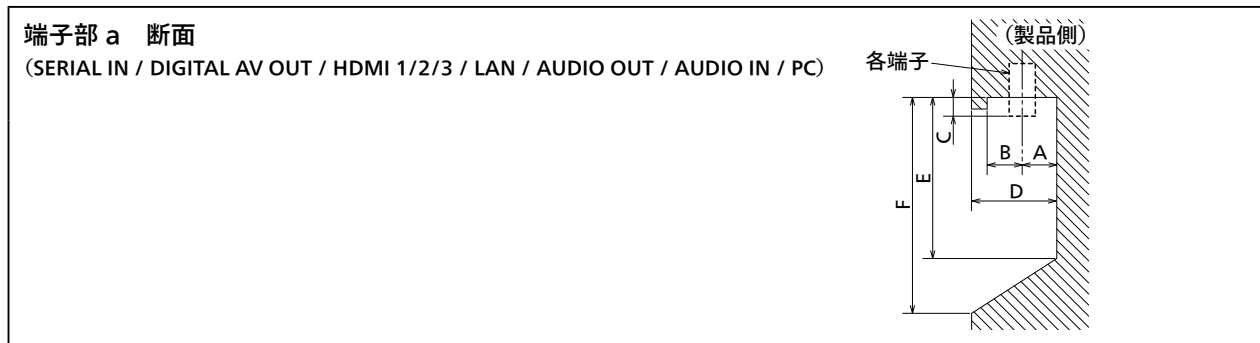 端子部 a　断面
（SERIAL IN / DIGITAL AV OUT / HDMI 1/2/3 / LAN / AUDIO OUT / AUDIO IN / PC）
（製品側）
各端子
C
B
A
E
D
F